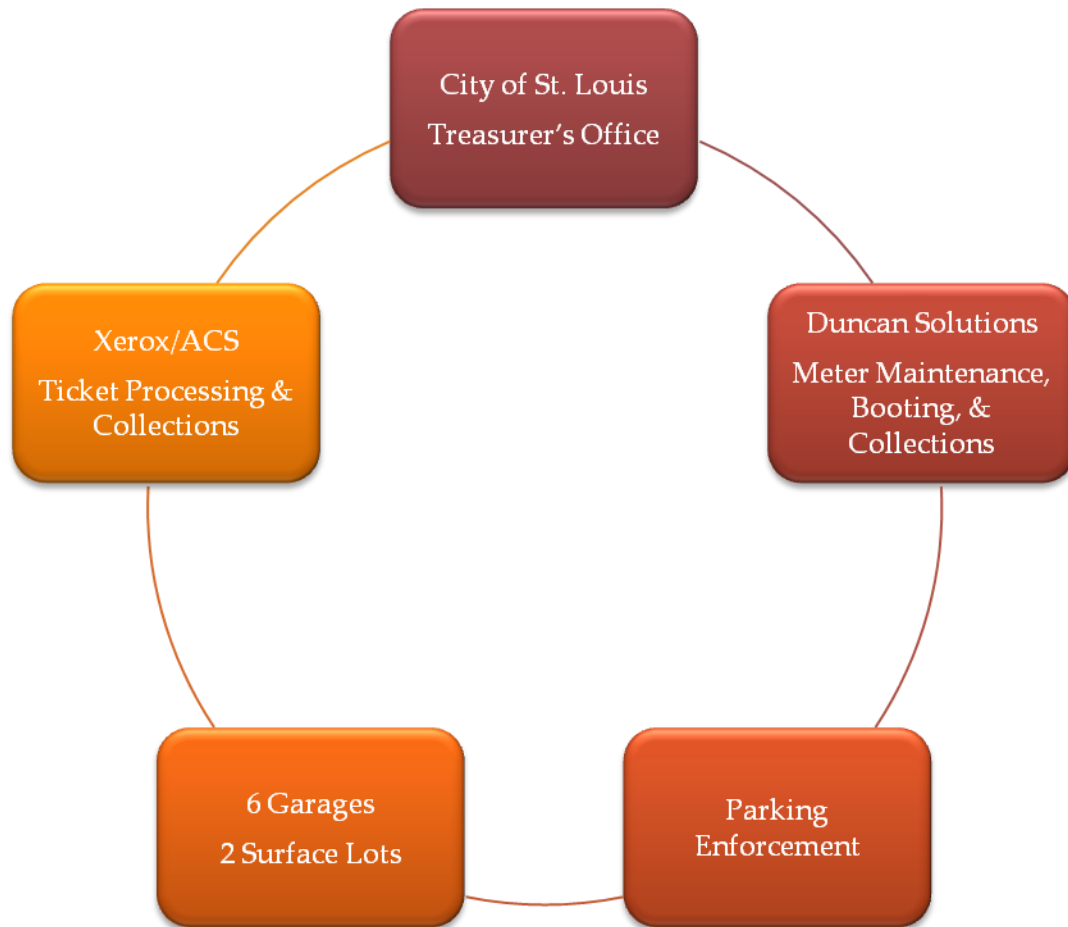 City of St. Louis
Treasurer’s Office
Xerox/ACS
Ticket Processing &
Collections
Duncan Solutions
Meter Maintenance,
Booting, &
Collections
6 Garages
2 Surface Lots
Parking
Enforcement